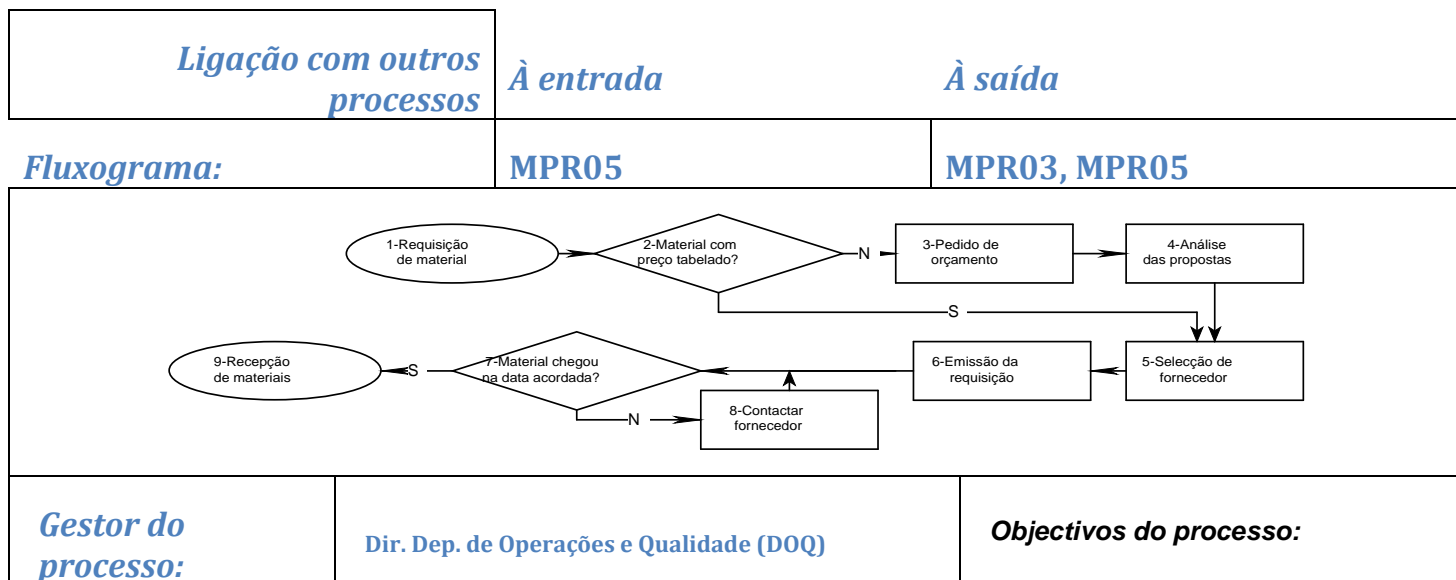 Ligação com outros
processos
À entrada
À saída
Fluxograma:
MPR05
MPR03, MPR05
1-Requisição
de material
2-Material com
preço tabelado?
N
3-Pedido de
orçamento
4-Análise
das propostas
S
5-Selecção de
fornecedor
6-Emissão da
requisição
7-Material chegou
na data acordada?
S
9-Recepção
de materiais
N
8-Contactar
fornecedor
Gestor do
processo:
Dir. Dep. de Operações e Qualidade (DOQ)
Objectivos do processo: